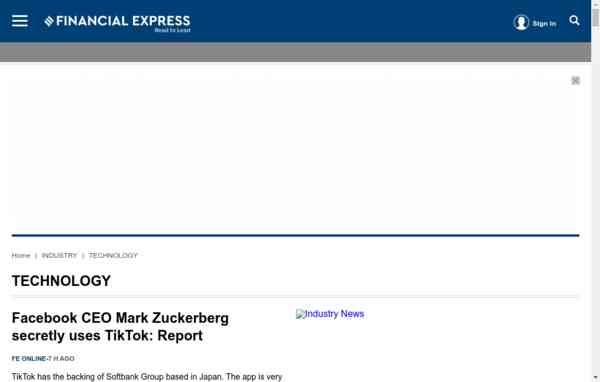 FINANCIAL EXPRESS
Read to Lead
Sign in
Home | INDUSTRY | TECHNOLOGY
TECHNOLOGY
Facebook CEO Mark Zuckerberg
secretly uses TikTok: Report
Industry News
FE ONLINE-7 H AGO
TikTok has the backing of Softbank Group based in Japan. The app is very